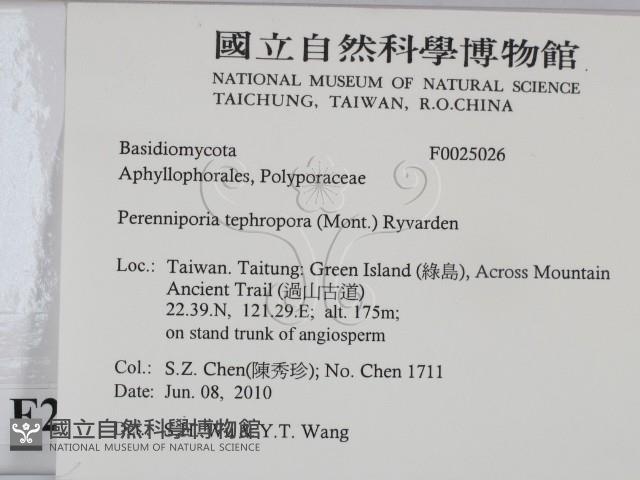 國立自然科學博物館
NATIONAL MUSEUM OF NATURAL SCIENCE
TAICHUNG, TAIWAN, R.O.CHINA
Basidiomycota F0025026
Aphyllophorales, Polyporaceae
Perenniporia tephropora (Mont.) Ryvarden
Loc.: Taiwan. Taitung: Green Island (綠島), Across Mountain
Ancient Trail (過山古道)
22.39.N, 121.29.E; alt. 175m;
on stand trunk of angiosperm
Col.: S.Z. Chen(陳秀珍); No. Chen 1711
Date: Jun. 08, 2010
Y.T. Wang
F2
國立自然科學博物館
NATIONAL MUSEUM OF NATURAL SCIENCE